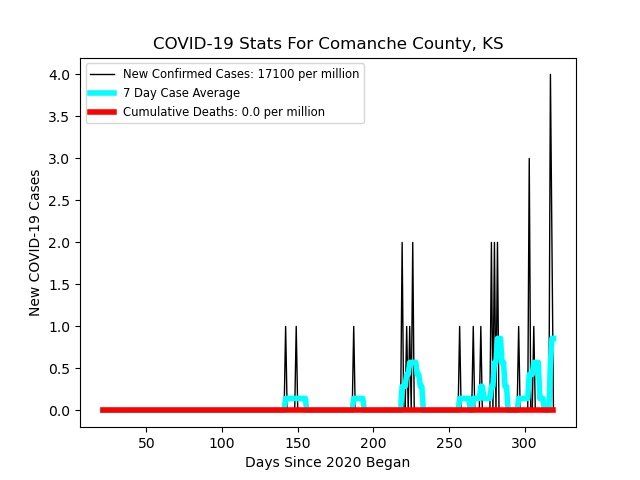 COVID-19 Stats For Comanche County, KS
New Confirmed Cases: 17100 per million
7 Day Case Average
Cumulative Deaths: 0.0 per million
4.0
3.5
3.0
2.5
2.0
1.5
1.0
0.5
0.0
New COVID-19 Cases
50 100 150 200 250 300
Days Since 2020 Began